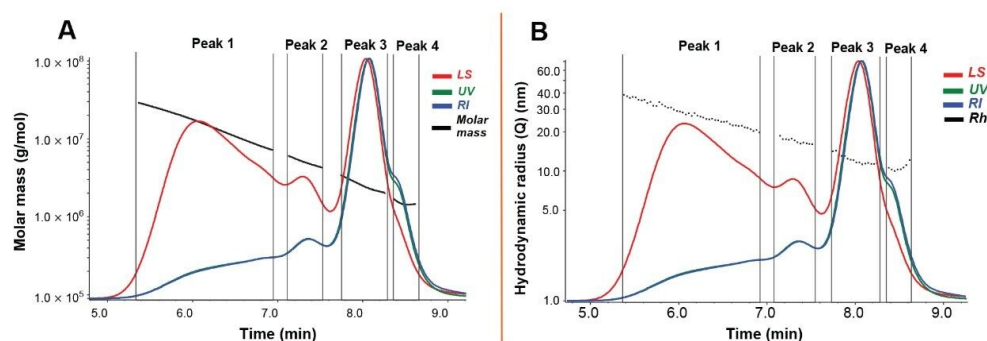 A
Peak 1 Peak 2 Peak 3 Peak 4
Molar mass (g/mol)
1.0 × 10⁸
1.0 × 10⁷
1.0 × 10⁶
1.0 × 10⁵
LS
UV
RI
Molar
mass
5.0 6.0 7.0 8.0 9.0
Time (min)
B
Peak 1 Peak 2 Peak 3 Peak 4
Hydrodynamic radius (Q) (nm)
60.0
40.0
30.0
20.0
10.0
5.0
1.0
LS
UV
RI
Rh
5.0 6.0 7.0 8.0 9.0
Time (min)